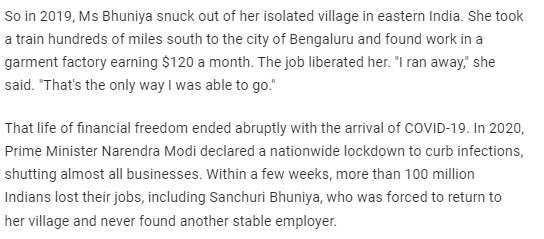 So in 2019, Ms Bhuniya snuck out of her isolated village in eastern India. She took
a train hundreds of miles south to the city of Bengaluru and found work in a
garment factory earning $120 a month. The job liberated her. "I ran away," she
said. "That's the only way I was able to go."
That life of financial freedom ended abruptly with the arrival of COVID-19. In 2020,
Prime Minister Narendra Modi declared a nationwide lockdown to curb infections,
shutting almost all businesses. Within a few weeks, more than 100 million
Indians lost their jobs, including Sanchuri Bhuniya, who was forced to return to
her village and never found another stable employer.